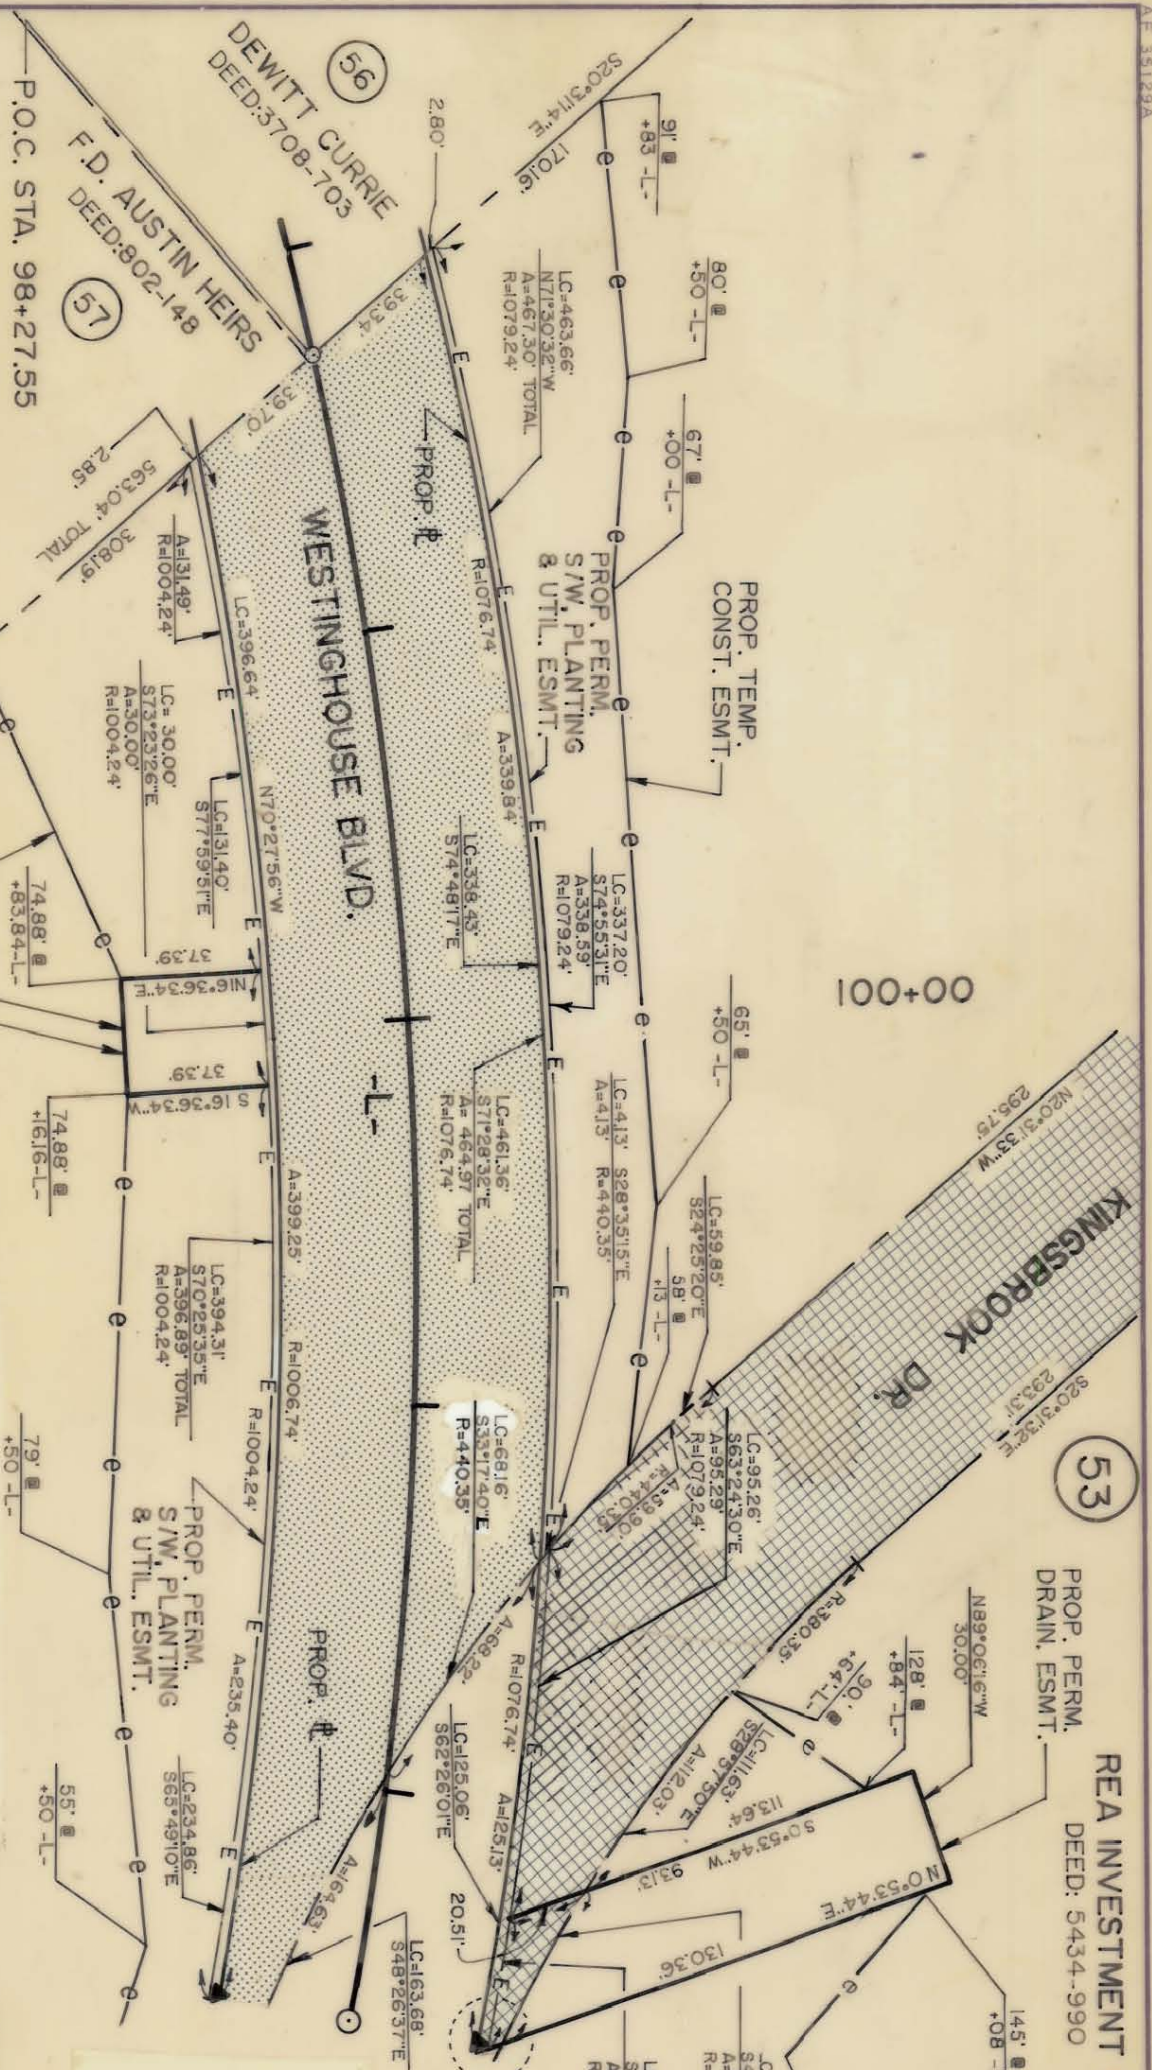 AE 35129A
56
DEWITT CURRIE
DEED:3708-703
F.D. AUSTIN HEIRS
DEED:802-148
57
P.O.C. STA. 98+27.55
2.80'
S20°31'14"E
170.16'
91' @
+83 -L-
80' @
+50 -L-
67' @
+00 -L-
LC=463.66'
N71°30'32"W
A=467.30' TOTAL
R=1079.24'
39.34'
39.70'
2.85'
563.04' TOTAL
308.19'
PROP. PL
R=1076.74'
PROP. PERM.
S/W, PLANTING
& UTIL. ESMT.
PROP. TEMP.
CONST. ESMT.
WESTINGHOUSE BLVD.
-L-
A=339.84'
LC=338.43'
S74°48'17"E
LC=337.20'
S74°55'31"E
A=338.59'
R=1079.24'
100+00
65' @
+50 -L-
A=131.49'
R=1004.24'
LC=396.64'
N70°27'56"W
LC=131.40'
S77°59'51"E
LC= 30.00'
S73°23'26"E
A=30.00'
R=1004.24'
74.88' @
+83.84-L-
37.39'
N16°36'34"E
37.39'
S 16°36'34"W
74.88' @
+16.16-L-
LC=461.36'
S71°28'32"E
A= 464.97' TOTAL
R=1076.74'
LC=4.13' S28°35'15"E
A=4.13' R=440.35'
LC=59.85'
S24°25'20"E
58' @
+13 -L-
N20°31'33"W
295.75'
KINGSBROOK DR.
S20°31'32"E
293.31'
53
REA INVESTMENT
DEED: 5434-990
PROP. PERM.
DRAIN. ESMT.
N89°06'16"W
30.00'
128' @
+84' -L-
90' @
+64'-L-
R=380.35'
A=59.90'
R=440.35'
LC=95.26'
S63°24'30"E
A=95.29'
R=1079.24'
LC=68.16'
S33°17'40"E
R=440.35'
A=68.22'
R=1076.74'
A=125.13'
LC=125.06'
S62°26'01"E
LC=111.63'
S28°57'50"E
A=112.03'
113.64'
S0°53'44"W
93.13'
N0°53'44"E
130.36'
20.51'
145' @
+08 -
A=399.25'
R=1006.74'
LC=394.31'
S70°25'35"E
A=396.89' TOTAL
R=1004.24'
R=1004.24'
79' @
+50 -L-
PROP. PERM.
S/W, PLANTING
& UTIL. ESMT.
PROP. PL
A=235.40'
LC=234.86'
S65°49'10"E
55' @
+50 -L-
A=164.63'
LC=163.68'
S48°26'37"E